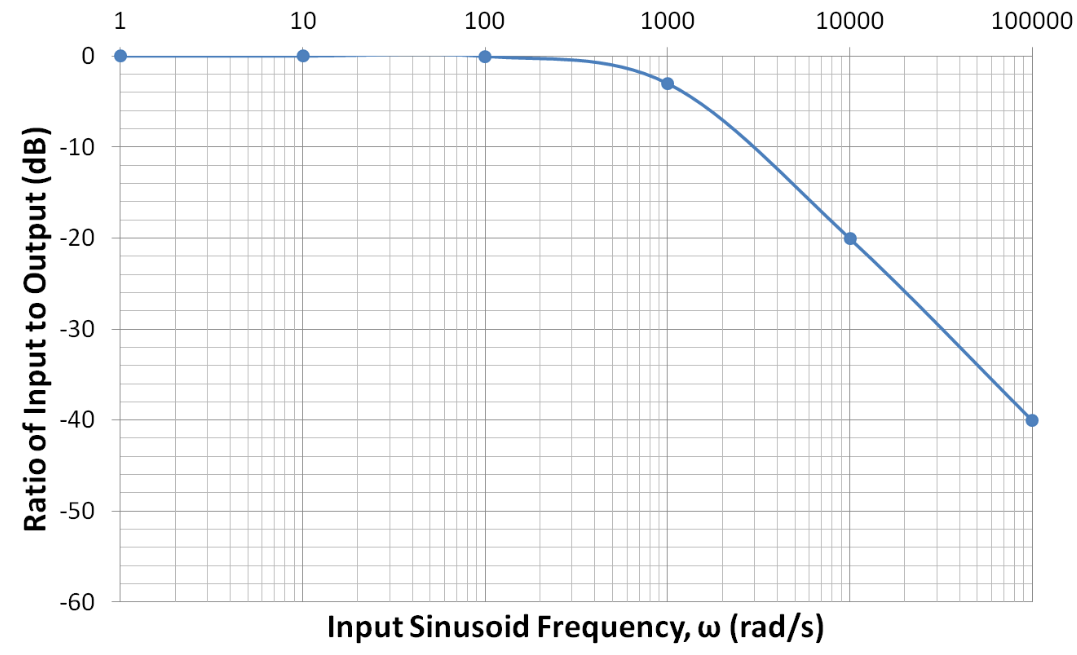 1 10 100 1000 10000 100000
0
-10
-20
-30
-40
-50
-60
Ratio of Input to Output (dB)
Input Sinusoid Frequency, ω (rad/s)